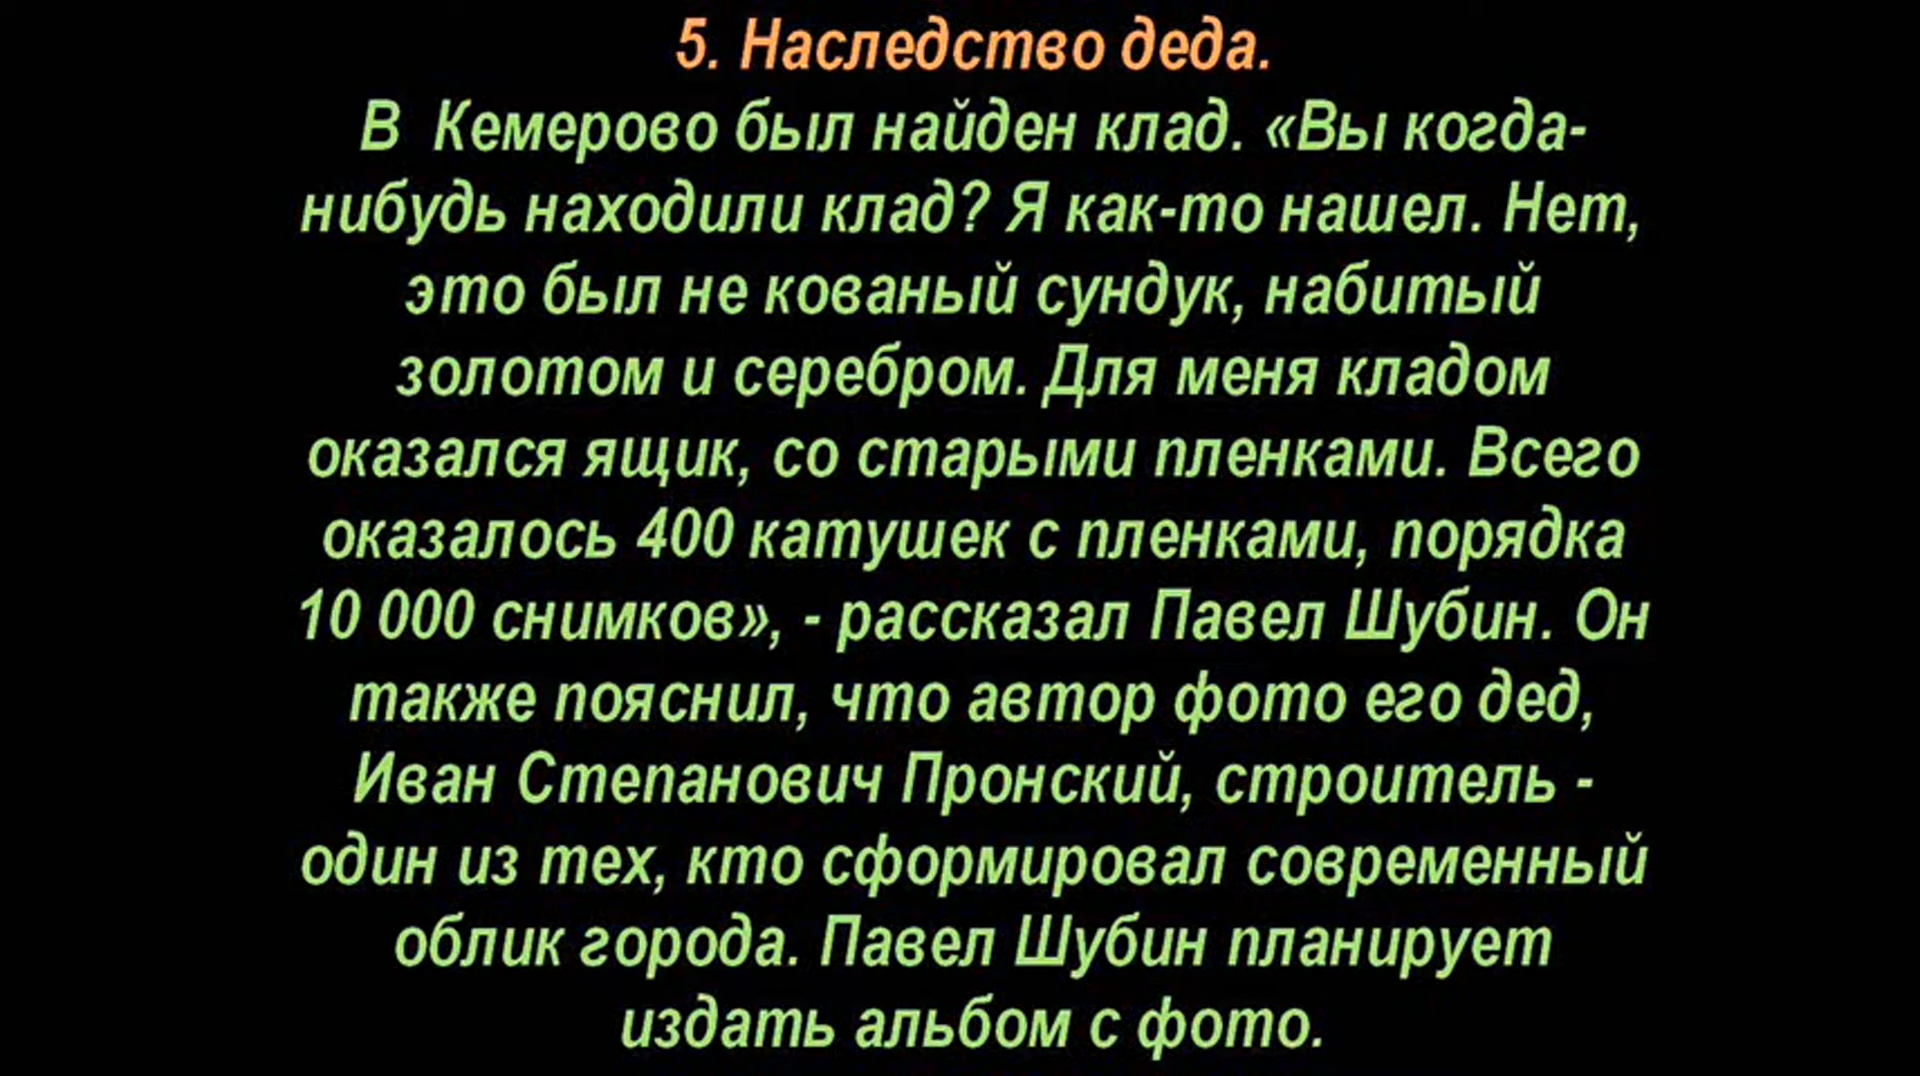 5. Наследство деда.
В Кемерово был найден клад. «Вы когда-
нибудь находили клад? Я как-то нашел. Нет,
это был не кованый сундук, набитый
золотом и серебром. Для меня кладом
оказался ящик, со старыми пленками. Всего
оказалось 400 катушек с пленками, порядка
10 000 снимков», - рассказал Павел Шубин. Он
также пояснил, что автор фото его дед,
Иван Степанович Пронский, строитель -
один из тех, кто сформировал современный
облик города. Павел Шубин планирует
издать альбом с фото.